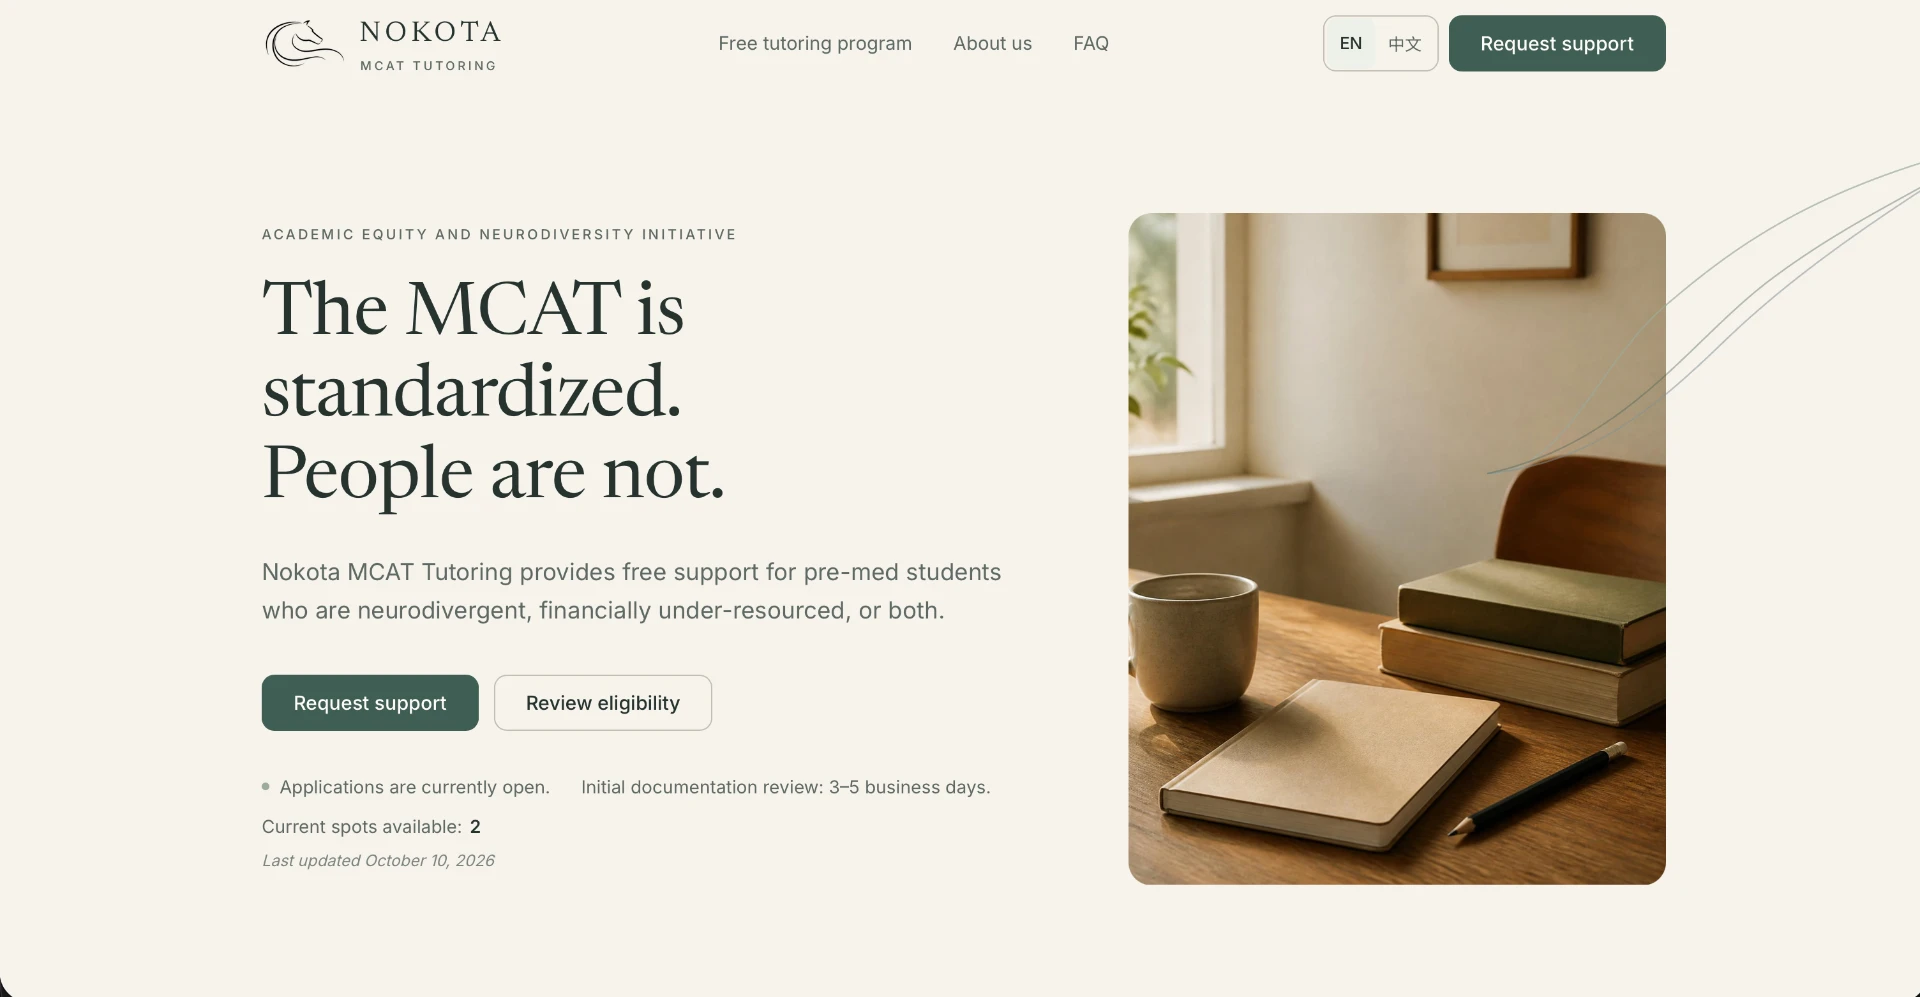 NOKOTA
MCAT TUTORING
Free tutoring program
About us
FAQ
EN
中文
Request support
ACADEMIC EQUITY AND NEURODIVERSITY INITIATIVE
The MCAT is
standardized.
People are not.
Nokota MCAT Tutoring provides free support for pre-med students
who are neurodivergent, financially under-resourced, or both.
Request support
Review eligibility
Applications are currently open.
Initial documentation review: 3–5 business days.
Current spots available: 2
Last updated October 10, 2026